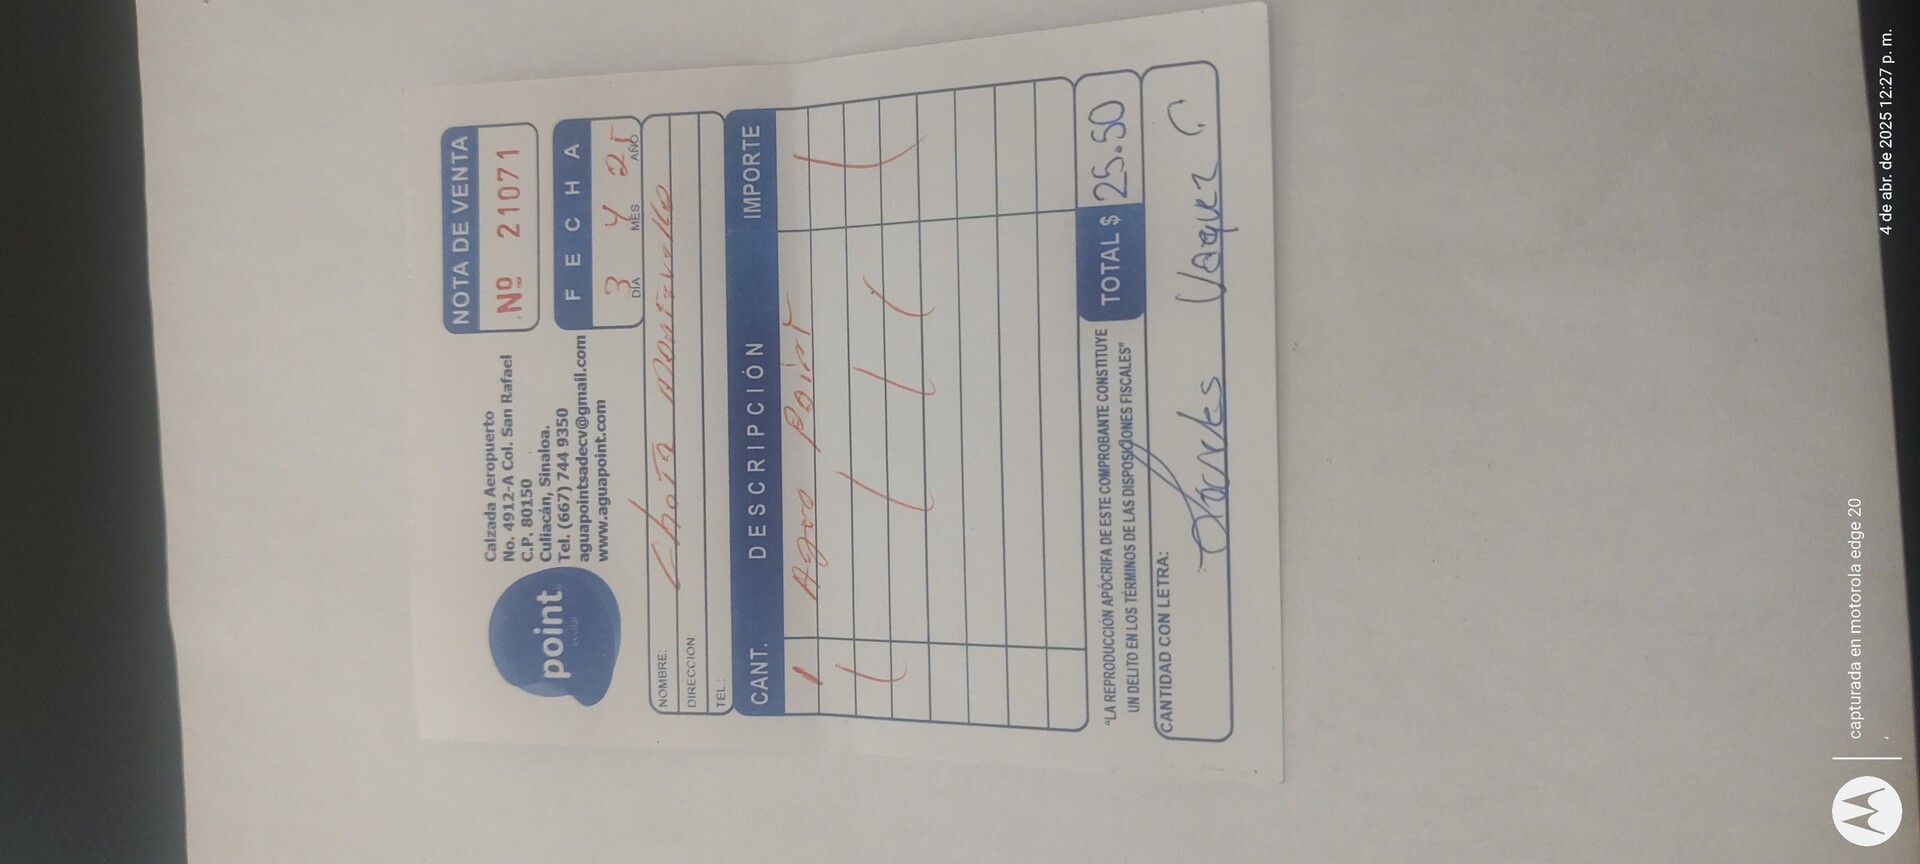 point
Calzada Aeropuerto
No. 4912-A Col. San Rafael
C.P. 80150
Culiacán, Sinaloa.
Tel. (667) 744 9350
aguapointsadecv@gmail.com
www.aguapoint.com
NOTA DE VENTA
Nº 21071
FECHA
3 4 25
DÍA MES AÑO
NOMBRE:
DIRECCION
TEL.:
CANT. DESCRIPCIÓN IMPORTE
1 Agua Point
"LA REPRODUCCIÓN APÓCRIFA DE ESTE COMPROBANTE CONSTITUYE
UN DELITO EN LOS TÉRMINOS DE LAS DISPOSICIONES FISCALES"
TOTAL $ 25.50
CANTIDAD CON LETRA:
4 de abr. de 2025 12:27 p. m.
capturada en motorola edge 20